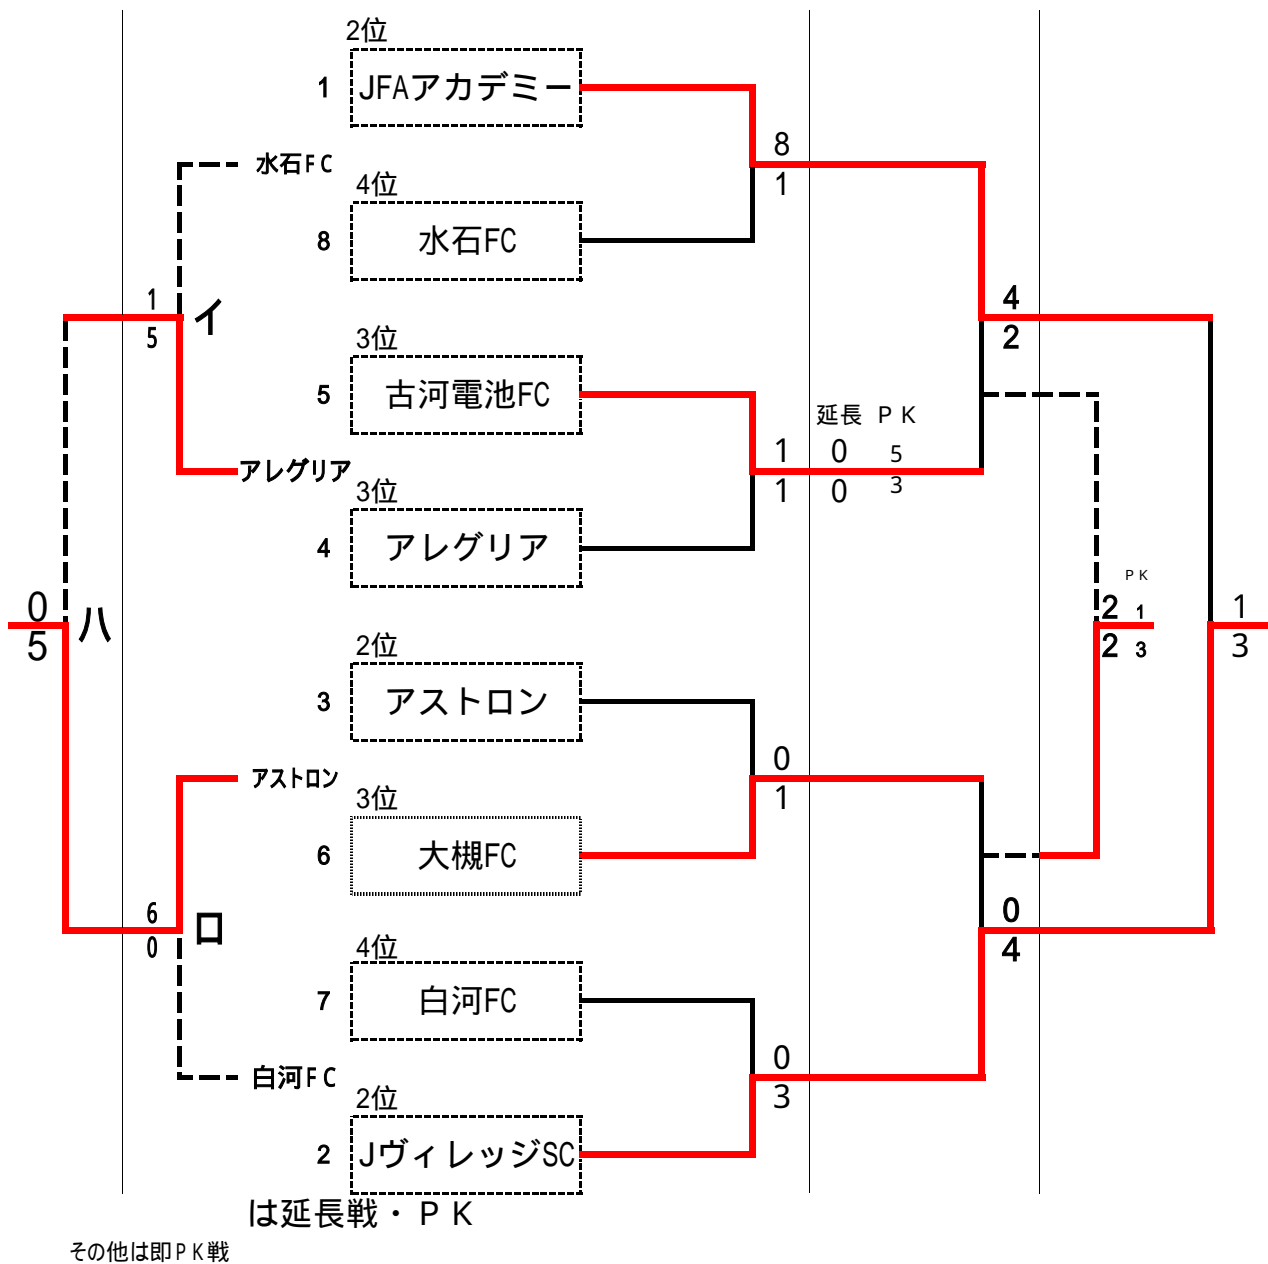 2位
1 JFAアカデミー
8
水石ＦＣ
4位
1
8 水石FC
1
イ
5
4
2
3位
5 古河電池FC
延長 ＰＫ
1 0 5
アレグリア
1 0 3
3位
4 アレグリア
ＰＫ
0
ハ
5
2 1
2 3
1
3
2位
3 アストロン
0
アストロン
1
3位
6 大槻FC
6
ロ
0
0
4
4位
7 白河FC
0
白河ＦＣ
3
2位
2 JヴィレッジSC
は延長戦・ＰＫ
その他は即ＰＫ戦